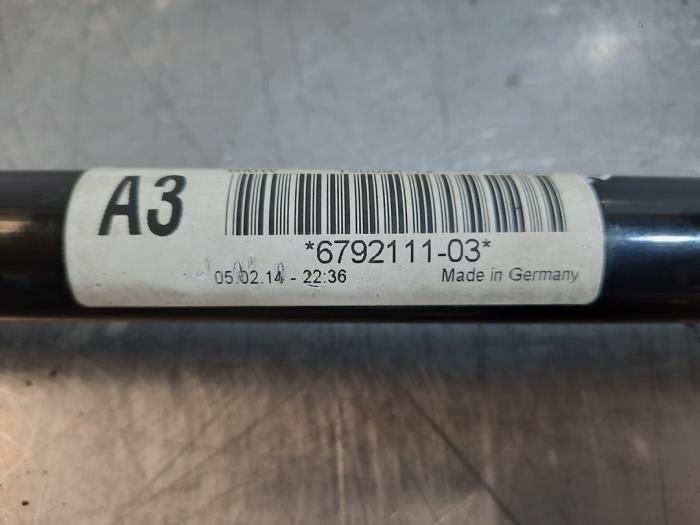 A3
*6792111-03*
05.02.14 - 22:36
Made in Germany